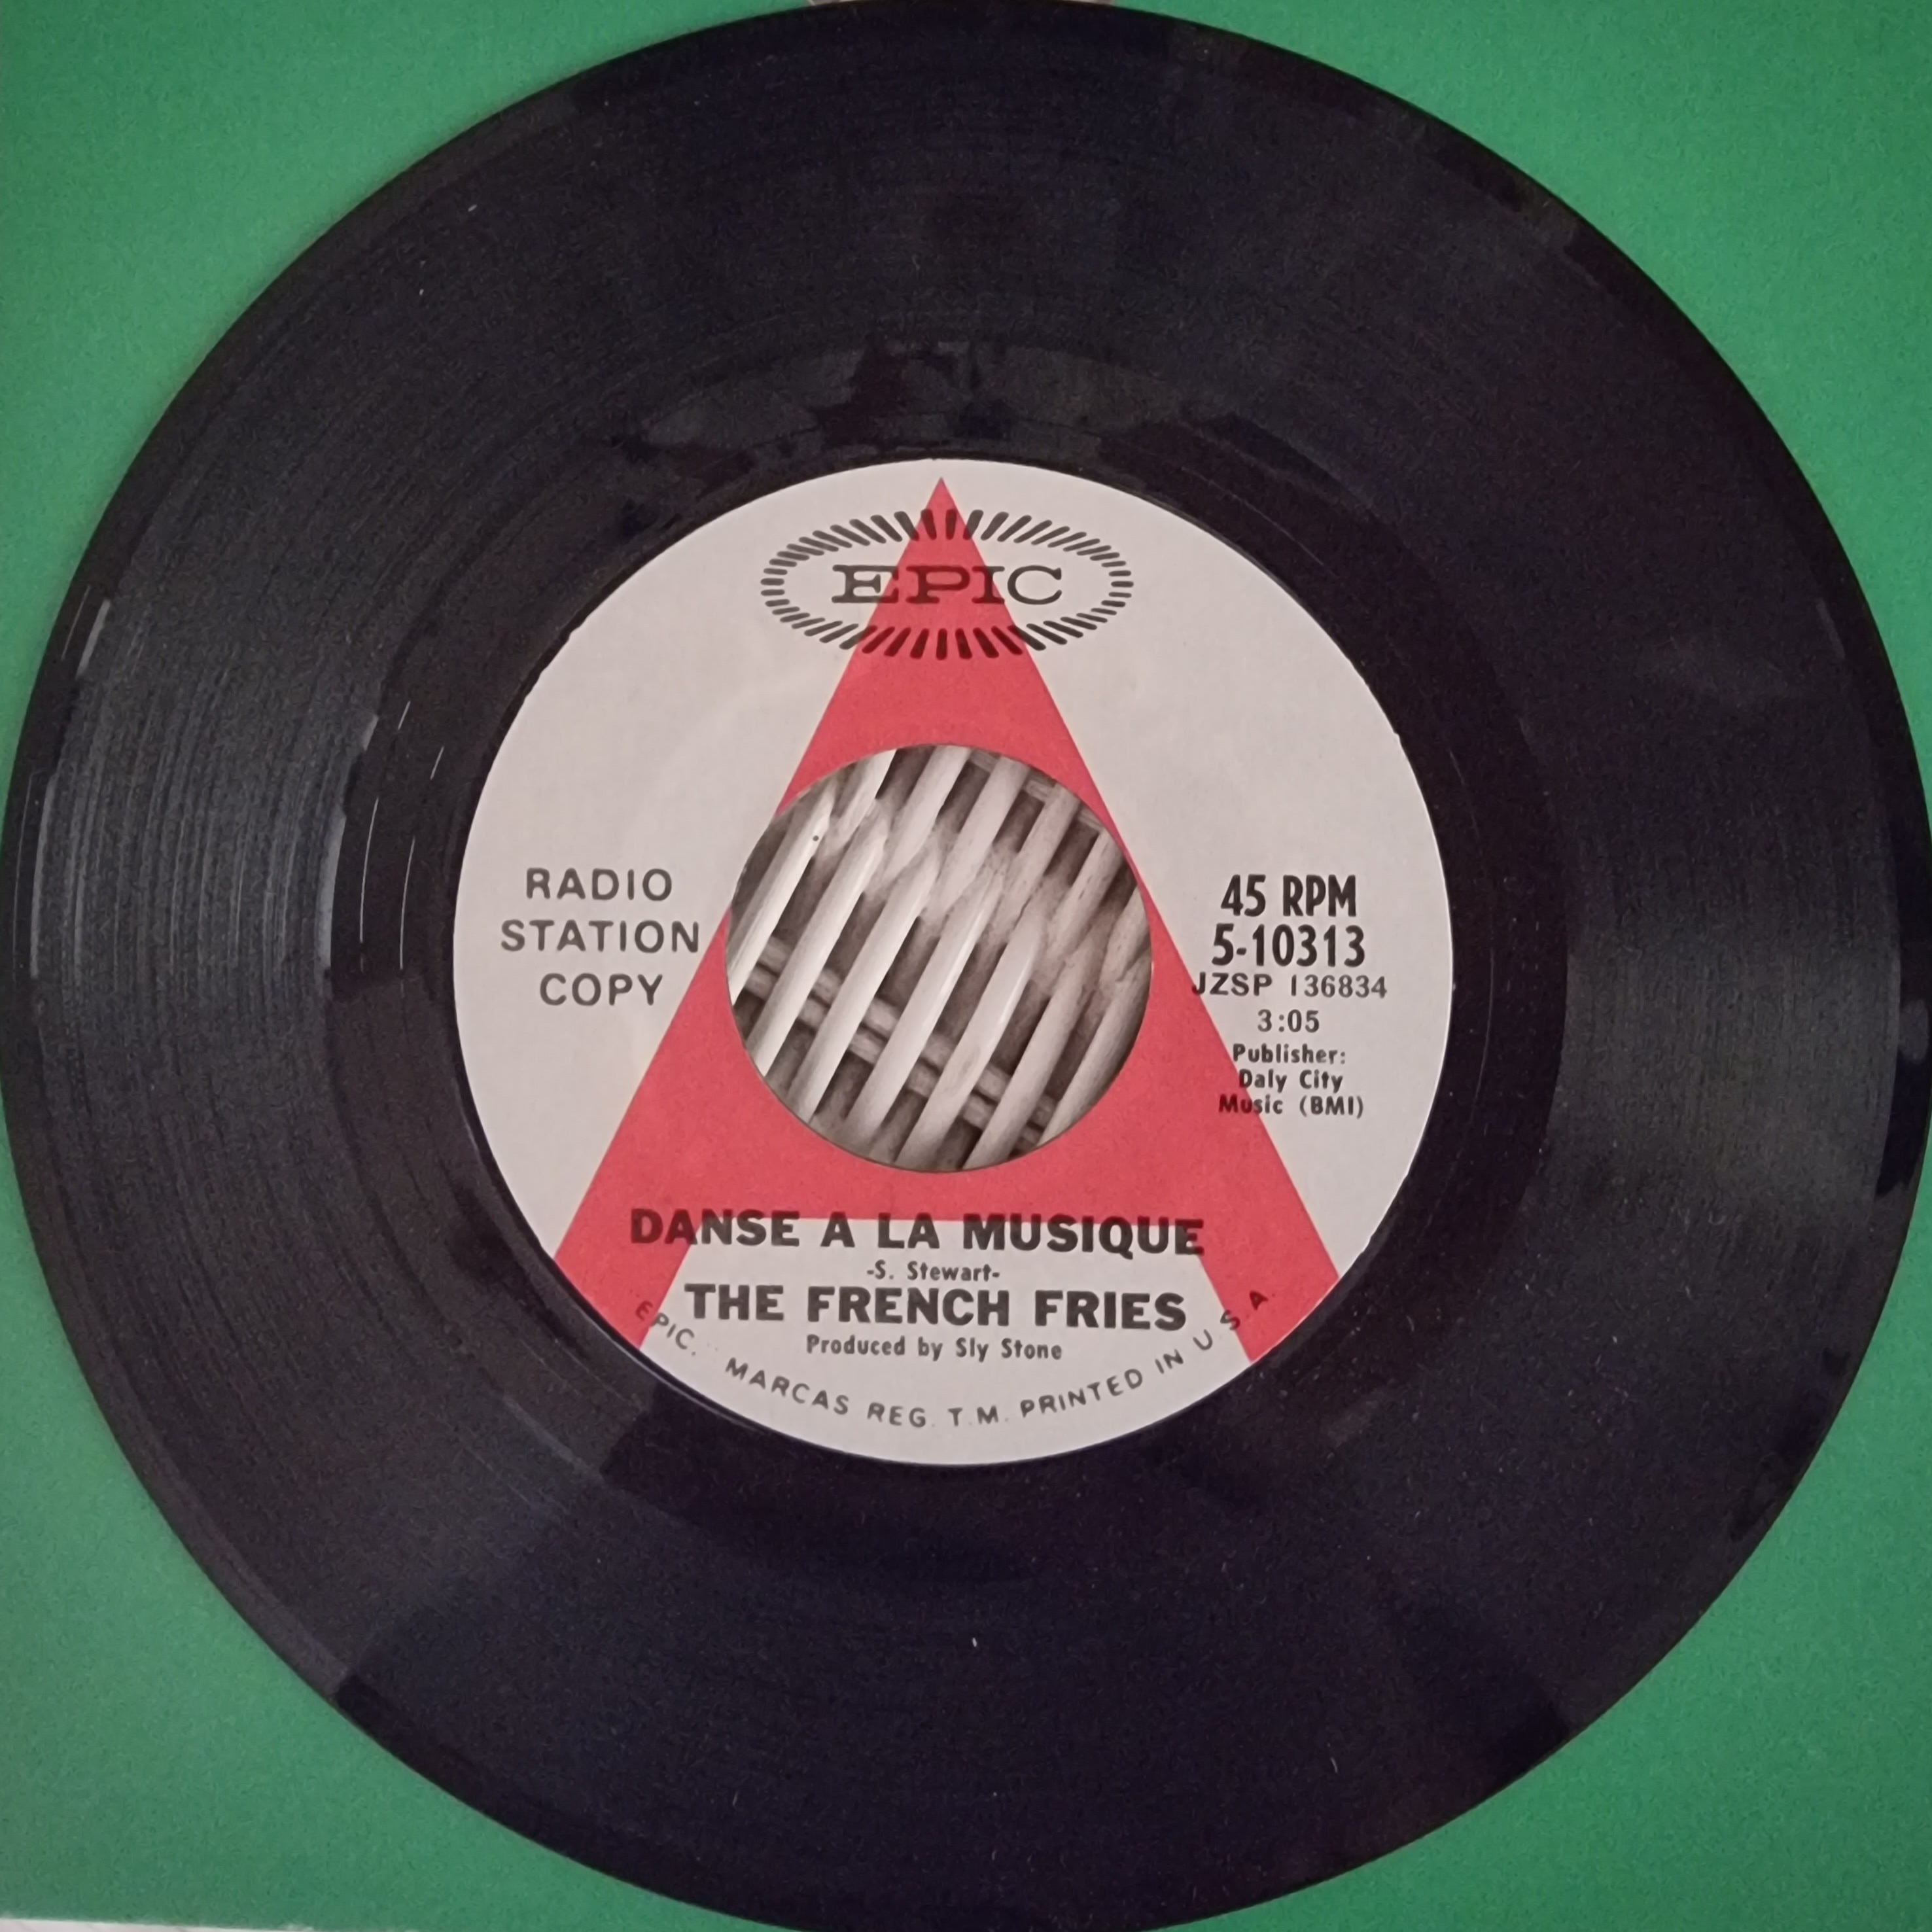 EPIC
RADIO
STATION
COPY
45 RPM
5-10313
JZSP 136834
3:05
Publisher:
Daly City
Music (BMI)
DANSE A LA MUSIQUE
-S. Stewart-
THE FRENCH FRIES
Produced by Sly Stone
EPIC, MARCAS REG. T.M. PRINTED IN U.S.A.